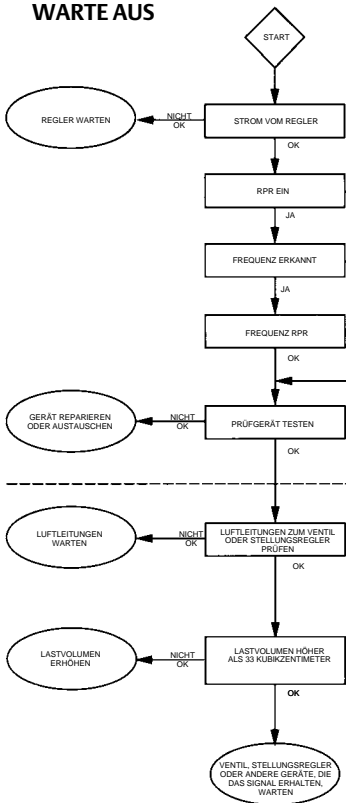 WARTE AUS
START
REGLER WARTEN
NICHT
OK
STROM VOM REGLER
OK
RPR EIN
JA
FREQUENZ ERKANNT
JA
FREQUENZ RPR
OK
GERÄT REPARIEREN
ODER AUSTAUSCHEN
NICHT
OK
PRÜFGERÄT TESTEN
OK
LUFTLEITUNGEN
WARTEN
NICHT
OK
LUFTLEITUNGEN ZUM VENTIL
ODER STELLUNGSREGLER
PRÜFEN
OK
LASTVOLUMEN
ERHÖHEN
NICHT
OK
LASTVOLUMEN HÖHER
ALS 33 KUBIKZENTIMETER
OK
VENTIL, STELLUNGSREGLER
ODER ANDERE GERÄTE, DIE
DAS SIGNAL ERHALTEN,
WARTEN